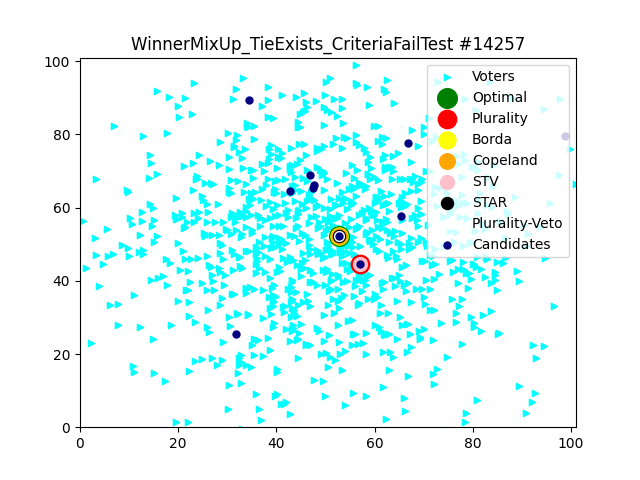 WinnerMixUp_TieExists_CriteriaFailTest #14257
100
80
60
40
20
0
0 20 40 60 80 100
Voters
Optimal
Plurality
Borda
Copeland
STV
STAR
Plurality-Veto
Candidates